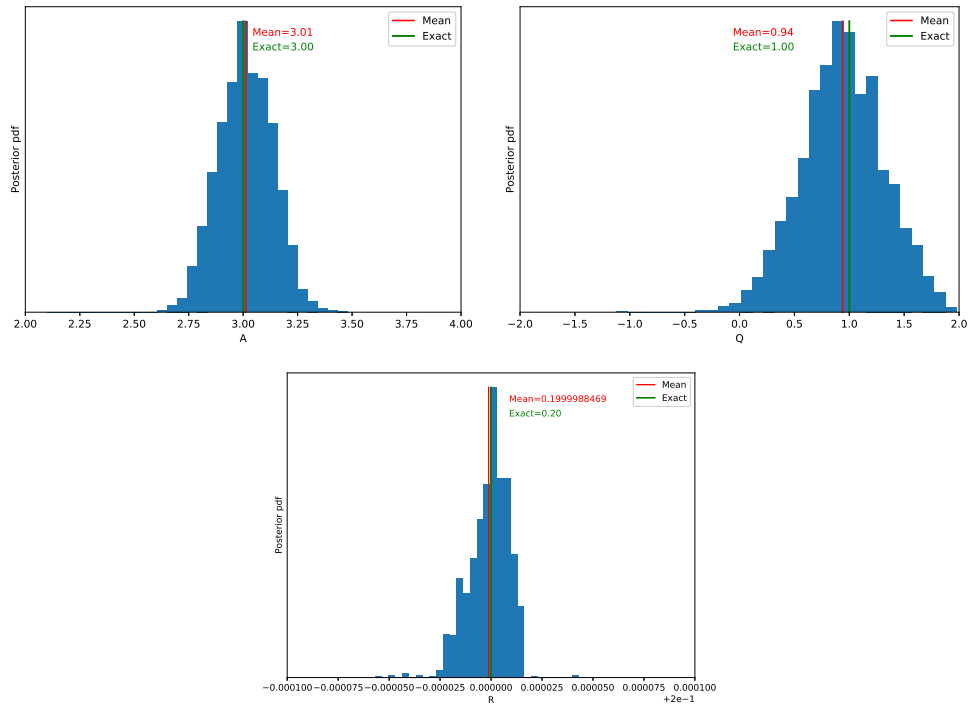 Mean
Exact
Mean=3.01
Exact=3.00
Posterior pdf
2.00 2.25 2.50 2.75 3.00 3.25 3.50 3.75 4.00
A
Mean
Exact
Mean=0.94
Exact=1.00
Posterior pdf
−2.0 −1.5 −1.0 −0.5 0.0 0.5 1.0 1.5 2.0
Q
Mean
Exact
Mean=0.1999988469
Exact=0.20
Posterior pdf
−0.000100 −0.000075 −0.000050 −0.000025 0.000000 0.000025 0.000050 0.000075 0.000100
R
+2e−1